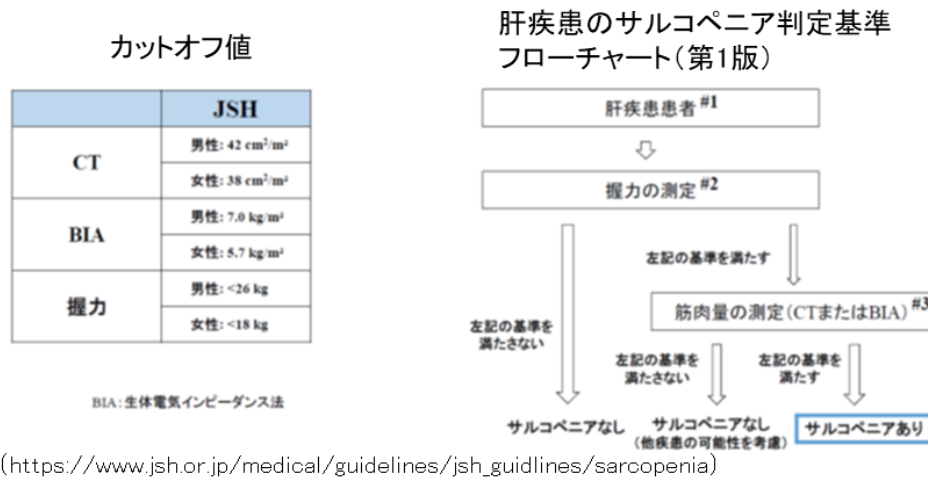 カットオフ値
JSH
CT
男性: 42 cm²/m²
女性: 38 cm²/m²
BIA
男性: 7.0 kg/m²
女性: 5.7 kg/m²
握力
男性: <26 kg
女性: <18 kg
BIA：生体電気インピーダンス法
肝疾患のサルコペニア判定基準
フローチャート（第1版）
肝疾患患者 #1
握力の測定 #2
左記の基準を満たす
筋肉量の測定（CTまたはBIA） #3
左記の基準を
満たさない
左記の基準を
満たさない
左記の基準を
満たす
サルコペニアなし
サルコペニアなし
（他疾患の可能性を考慮）
サルコペニアあり
(https://www.jsh.or.jp/medical/guidelines/jsh_guidlines/sarcopenia)